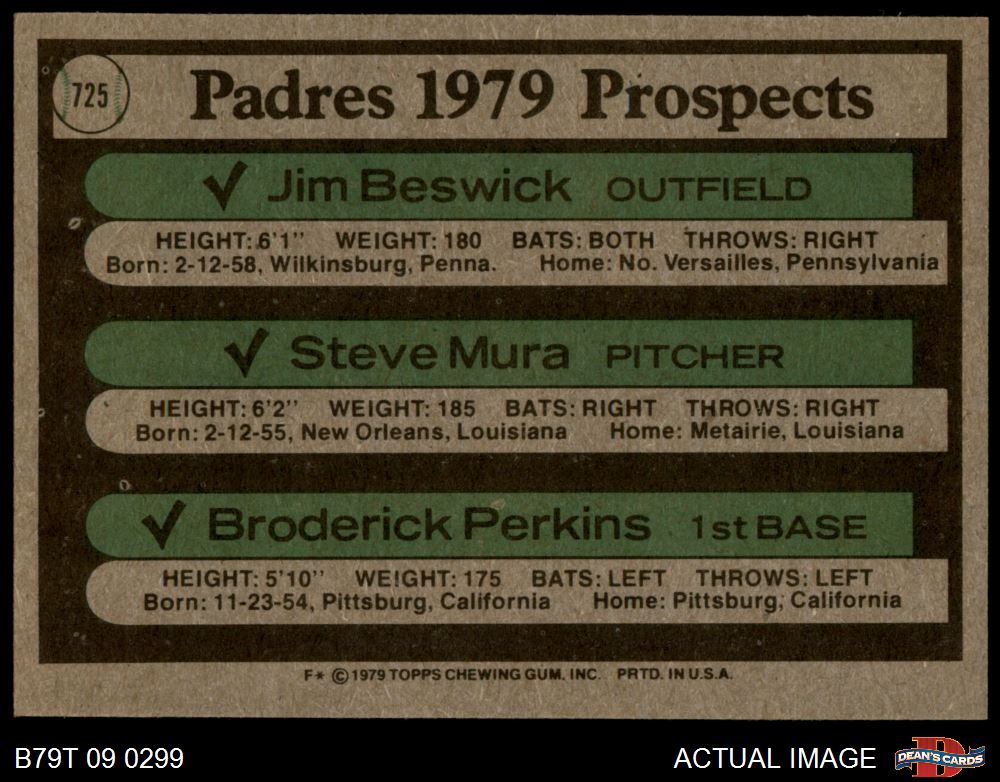 725
Padres 1979 Prospects
✓ Jim Beswick OUTFIELD
HEIGHT: 6'1" WEIGHT: 180 BATS: BOTH THROWS: RIGHT
Born: 2-12-58, Wilkinsburg, Penna. Home: No. Versailles, Pennsylvania
✓ Steve Mura PITCHER
HEIGHT: 6'2" WEIGHT: 185 BATS: RIGHT THROWS: RIGHT
Born: 2-12-55, New Orleans, Louisiana Home: Metairie, Louisiana
✓ Broderick Perkins 1st BASE
HEIGHT: 5'10" WEIGHT: 175 BATS: LEFT THROWS: LEFT
Born: 11-23-54, Pittsburg, California Home: Pittsburg, California
F* © 1979 TOPPS CHEWING GUM, INC. PRTD. IN U.S.A.
B79T 09 0299 ACTUAL IMAGE
D
DEAN'S CARDS